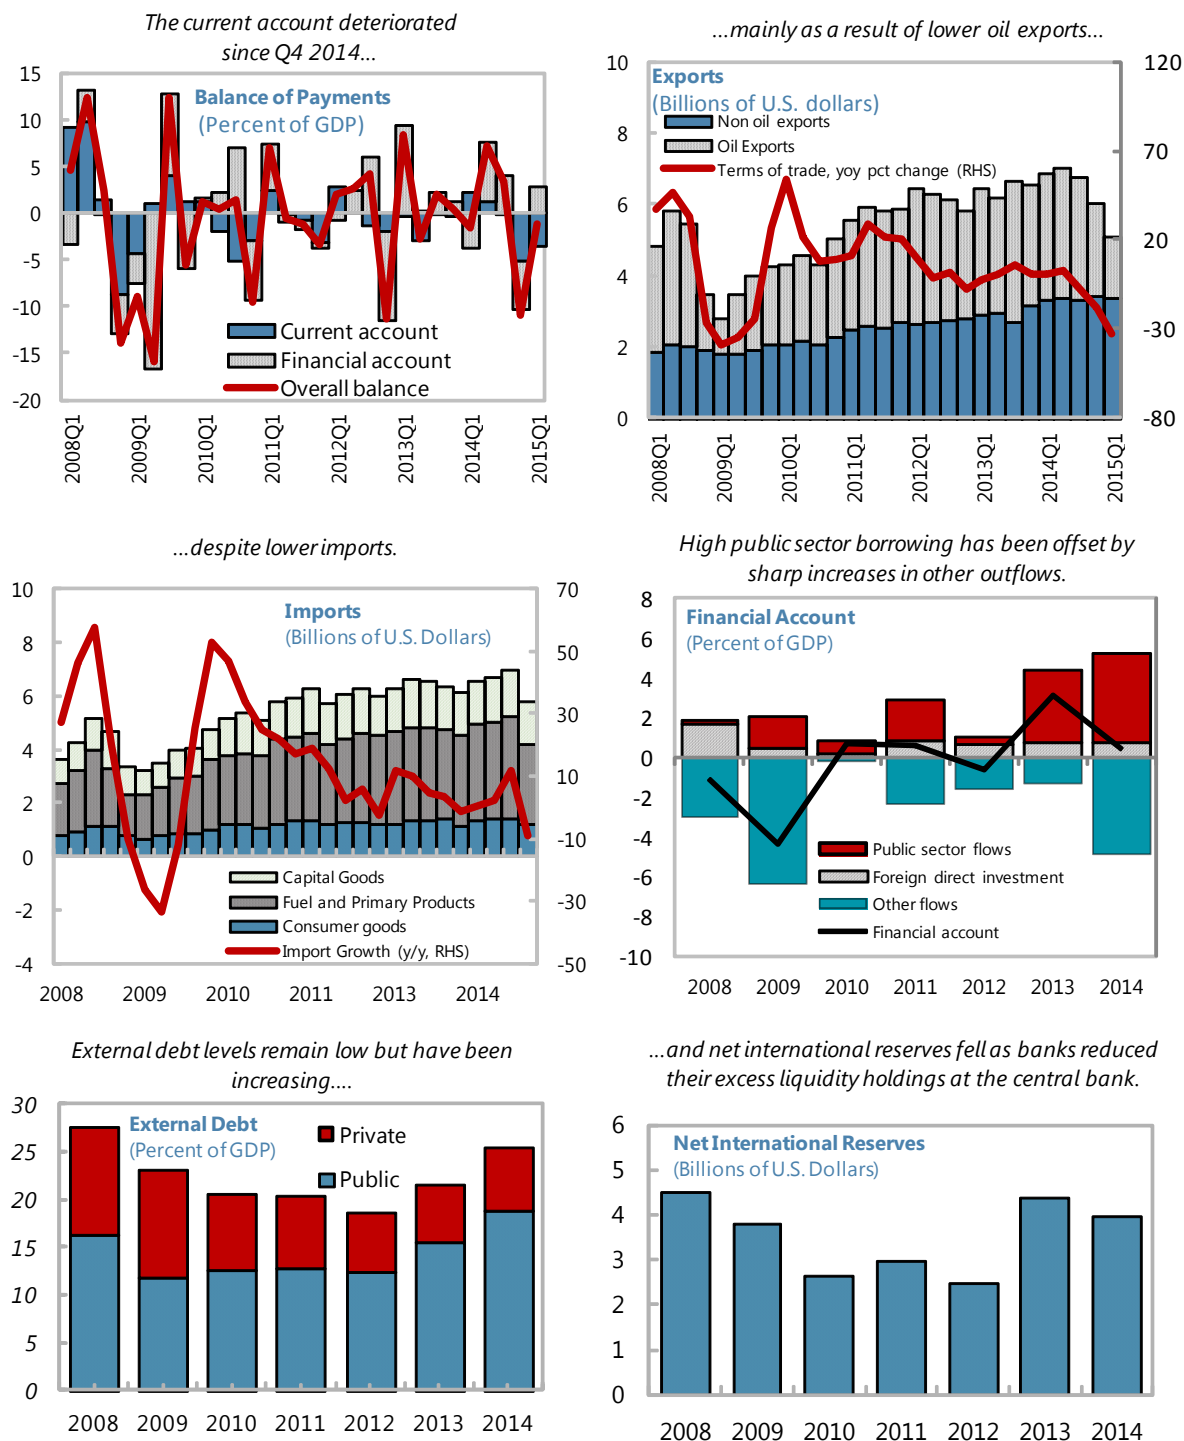 The current account deteriorated
since Q4 2014...
15
10
5
0
-5
-10
-15
-20
Balance of Payments
(Percent of GDP)
Current account
Financial account
Overall balance
2008Q1
2009Q1
2010Q1
2011Q1
2012Q1
2013Q1
2014Q1
2015Q1
...mainly as a result of lower oil exports...
10
8
6
4
2
0
120
70
20
-30
-80
Exports
(Billions of U.S. dollars)
Non oil exports
Oil Exports
Terms of trade, yoy pct change (RHS)
2008Q1
2009Q1
2010Q1
2011Q1
2012Q1
2013Q1
2014Q1
2015Q1
...despite lower imports.
10
8
6
4
2
0
-2
-4
70
50
30
10
-10
-30
-50
Imports
(Billions of U.S. Dollars)
Capital Goods
Fuel and Primary Products
Consumer goods
Import Growth (y/y, RHS)
2008 2009 2010 2011 2012 2013 2014
High public sector borrowing has been offset by
sharp increases in other outflows.
8
6
4
2
0
-2
-4
-6
-8
-10
Financial Account
(Percent of GDP)
Public sector flows
Foreign direct investment
Other flows
Financial account
2008 2009 2010 2011 2012 2013 2014
External debt levels remain low but have been
increasing....
30
25
20
15
10
5
0
External Debt
(Percent of GDP)
Private
Public
2008 2009 2010 2011 2012 2013 2014
...and net international reserves fell as banks reduced
their excess liquidity holdings at the central bank.
6
5
4
3
2
1
0
Net International Reserves
(Billions of U.S. Dollars)
2008 2009 2010 2011 2012 2013 2014